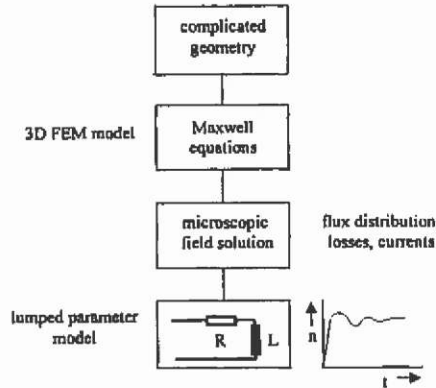 complicated
geometry
3D FEM model
Maxwell
equations
microscopic
field solution
flux distribution
losses, currents
lumped parameter
model
R
L
n
t